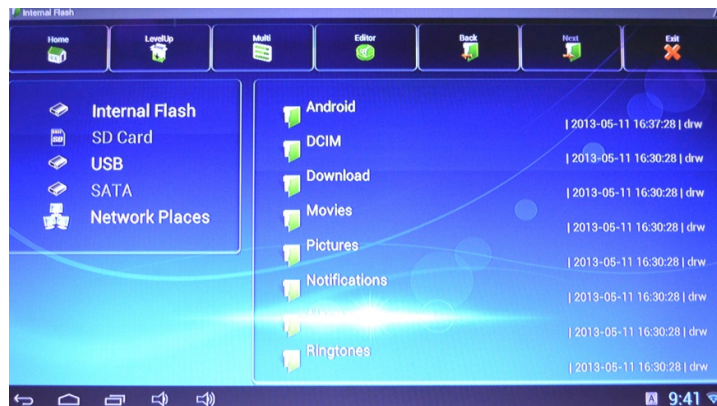 Internal Flash
Home
LevelUp
Multi
Editor
Back
Next
Exit
Internal Flash
SD Card
USB
SATA
Network Places
Android
| 2013-05-11 16:37:28 | drw
DCIM
| 2013-05-11 16:30:28 | drw
Download
| 2013-05-11 16:30:28 | drw
Movies
| 2013-05-11 16:30:28 | drw
Pictures
| 2013-05-11 16:30:28 | drw
Notifications
| 2013-05-11 16:30:28 | drw
| 2013-05-11 16:30:28 | drw
Ringtones
| 2013-05-11 16:30:28 | drw
A
9:41